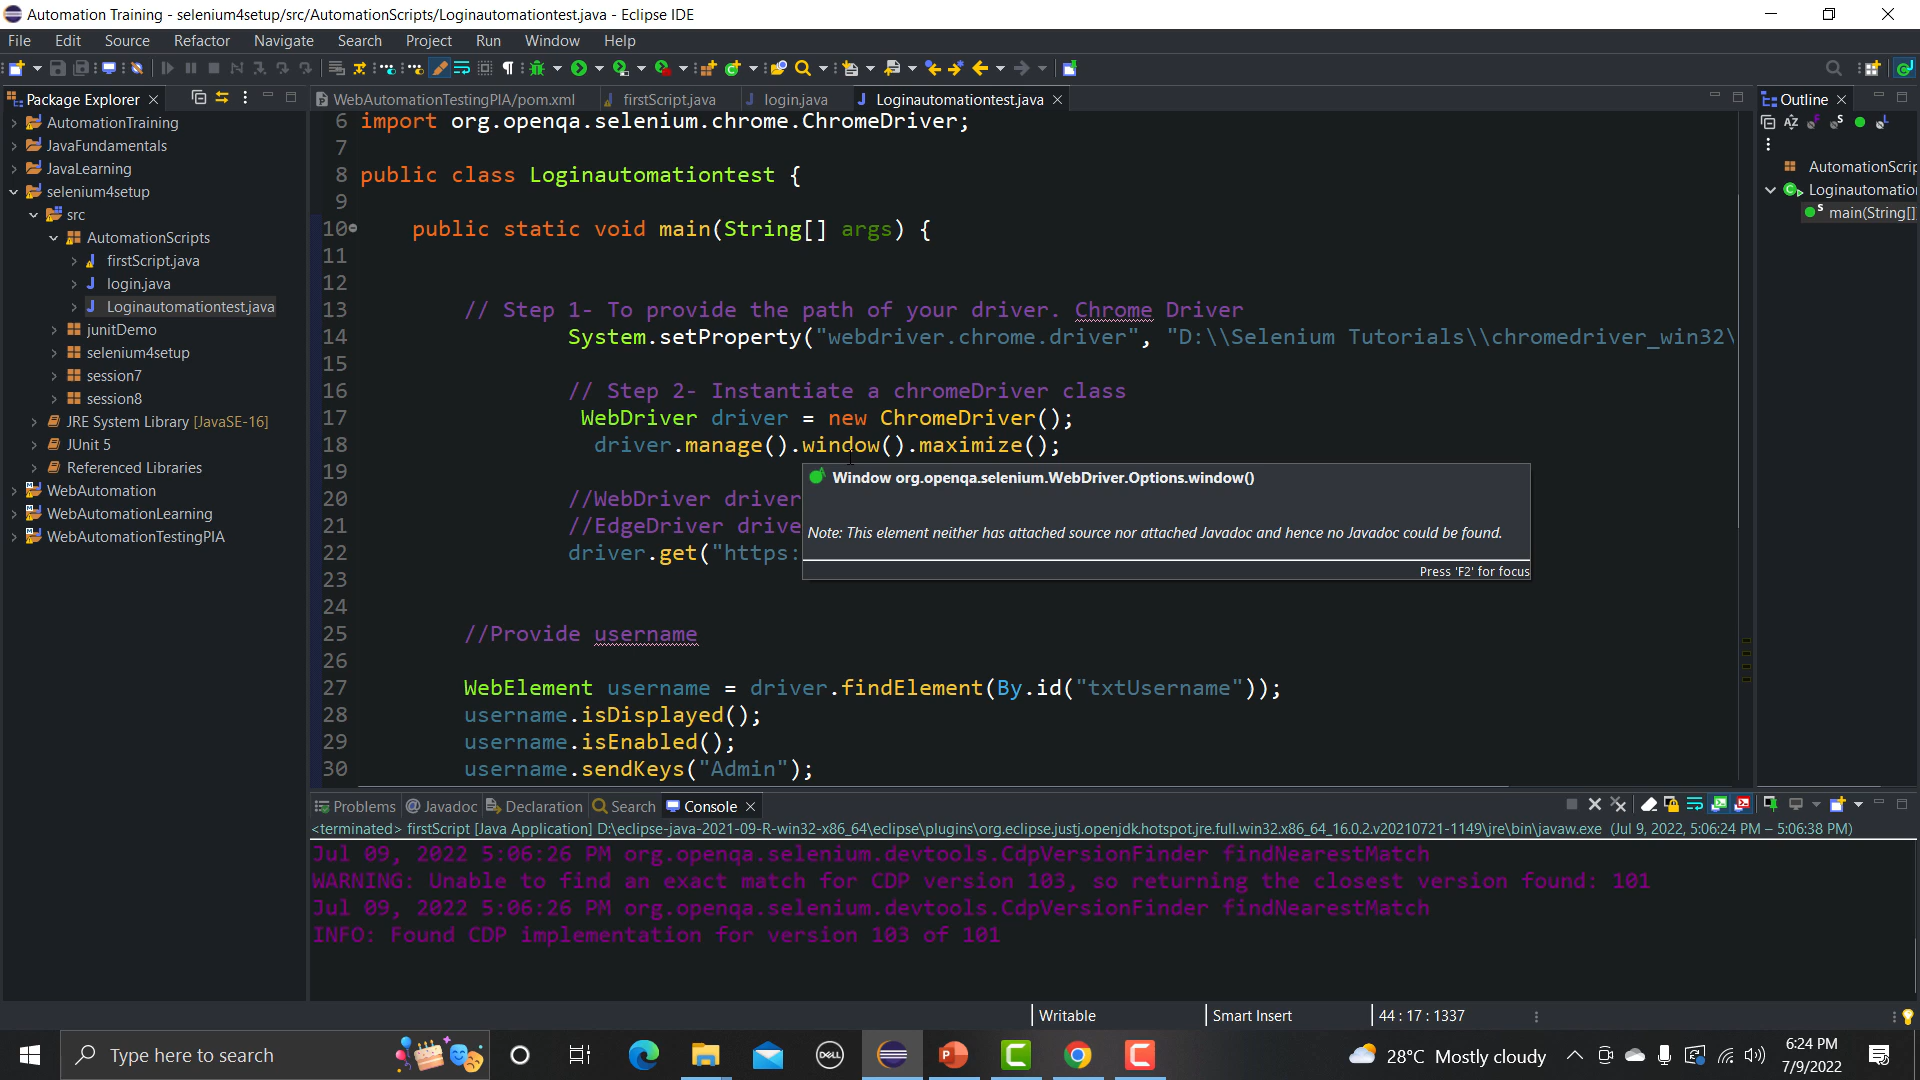 Automation Training - selenium4setup/src/AutomationScripts/Loginautomationtest.java - Eclipse IDE
File Edit Source Refactor Navigate Search Project Run Window Help
Package Explorer
WebAutomationTestingPIA/pom.xml firstScript.java login.java Loginautomationtest.java
Outline
AutomationTraining
JavaFundamentals
JavaLearning
selenium4setup
src
AutomationScripts
firstScript.java
login.java
Loginautomationtest.java
junitDemo
selenium4setup
session7
session8
JRE System Library [JavaSE-16]
JUnit 5
Referenced Libraries
WebAutomation
WebAutomationLearning
WebAutomationTestingPIA
6 import org.openqa.selenium.chrome.ChromeDriver;
7
8 public class Loginautomationtest {
9
10 public static void main(String[] args) {
11
12
13 // Step 1- To provide the path of your driver. Chrome Driver
14 System.setProperty("webdriver.chrome.driver", "D:\\Selenium Tutorials\\chromedriver_win32\
15
16 // Step 2- Instantiate a chromeDriver class
17 WebDriver driver = new ChromeDriver();
18 driver.manage().window().maximize();
19
20 //WebDriver driver
21 //EdgeDriver drive
22 driver.get("https:
23
24
25 //Provide username
26
27 WebElement username = driver.findElement(By.id("txtUsername"));
28 username.isDisplayed();
29 username.isEnabled();
30 username.sendKeys("Admin");
Window org.openqa.selenium.WebDriver.Options.window()
Note: This element neither has attached source nor attached Javadoc and hence no Javadoc could be found.
Press 'F2' for focus
AutomationScrip
Loginautomatio
main(String[]
Problems Javadoc Declaration Search Console
<terminated> firstScript [Java Application] D:\eclipse-java-2021-09-R-win32-x86_64\eclipse\plugins\org.eclipse.justj.openjdk.hotspot.jre.full.win32.x86_64_16.0.2.v20210721-1149\jre\bin\javaw.exe (Jul 9, 2022, 5:06:24 PM – 5:06:38 PM)
Jul 09, 2022 5:06:26 PM org.openqa.selenium.devtools.CdpVersionFinder findNearestMatch
WARNING: Unable to find an exact match for CDP version 103, so returning the closest version found: 101
Jul 09, 2022 5:06:26 PM org.openqa.selenium.devtools.CdpVersionFinder findNearestMatch
INFO: Found CDP implementation for version 103 of 101
Writable Smart Insert 44 : 17 : 1337
Type here to search
DELL
28°C Mostly cloudy
6:24 PM
7/9/2022